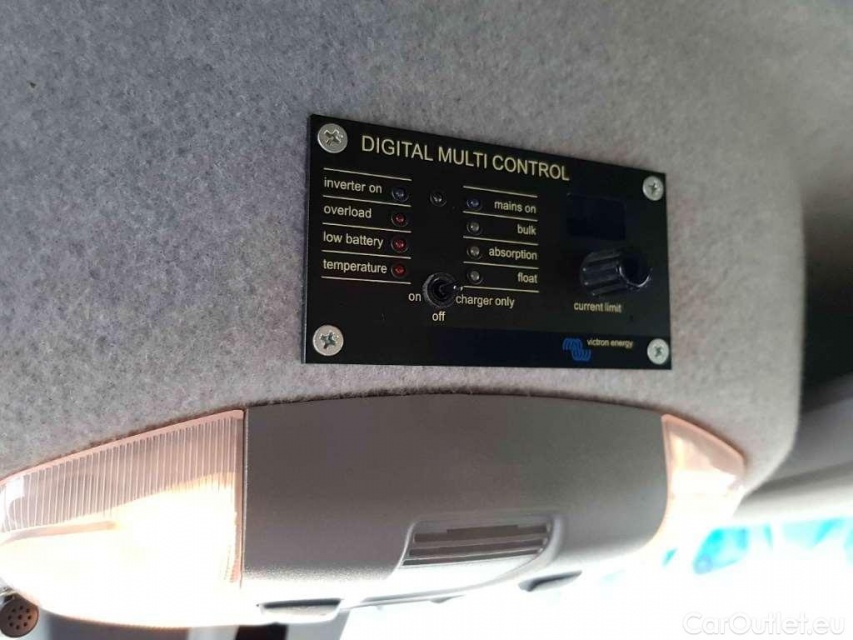 DIGITAL MULTI CONTROL
inverter on
overload
low battery
temperature
mains on
bulk
absorption
float
on
charger only
off
current limit
victron energy
CarOutlet.eu